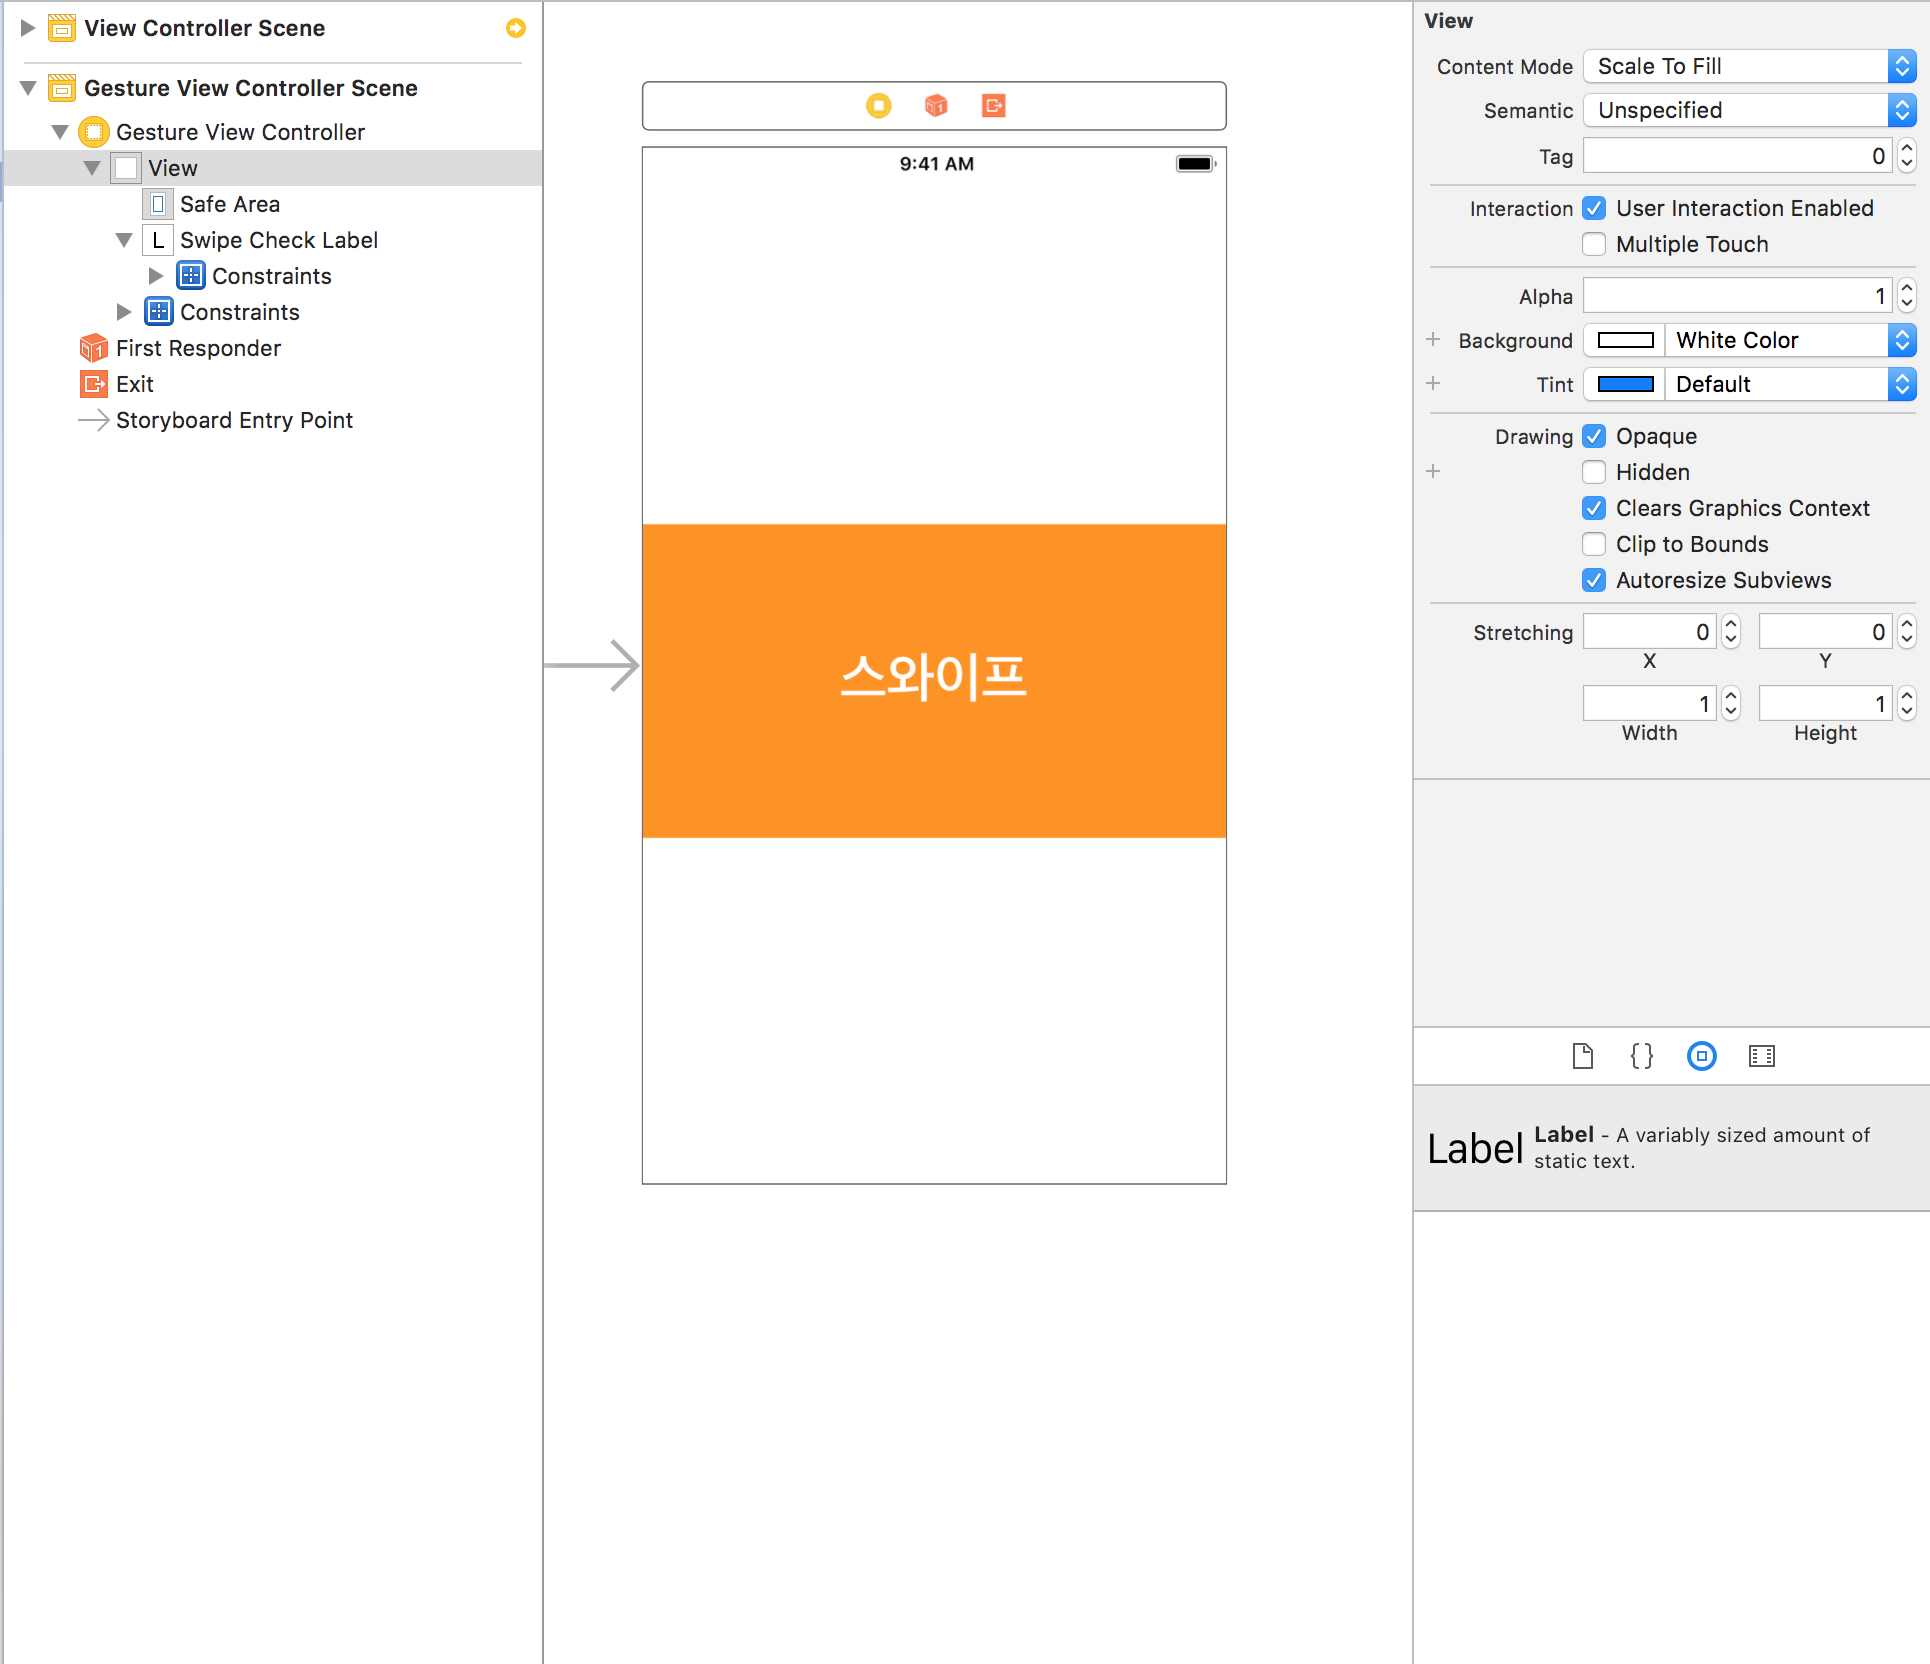 View Controller Scene
Gesture View Controller Scene
Gesture View Controller
View
Safe Area
L Swipe Check Label
Constraints
Constraints
First Responder
Exit
Storyboard Entry Point
9:41 AM
스와이프
View
Content Mode Scale To Fill
Semantic Unspecified
Tag 0
Interaction User Interaction Enabled
Multiple Touch
Alpha 1
+ Background White Color
+ Tint Default
Drawing Opaque
+ Hidden
Clears Graphics Context
Clip to Bounds
Autoresize Subviews
Stretching 0 0
X Y
1 1
Width Height
{}
Label Label - A variably sized amount of
static text.